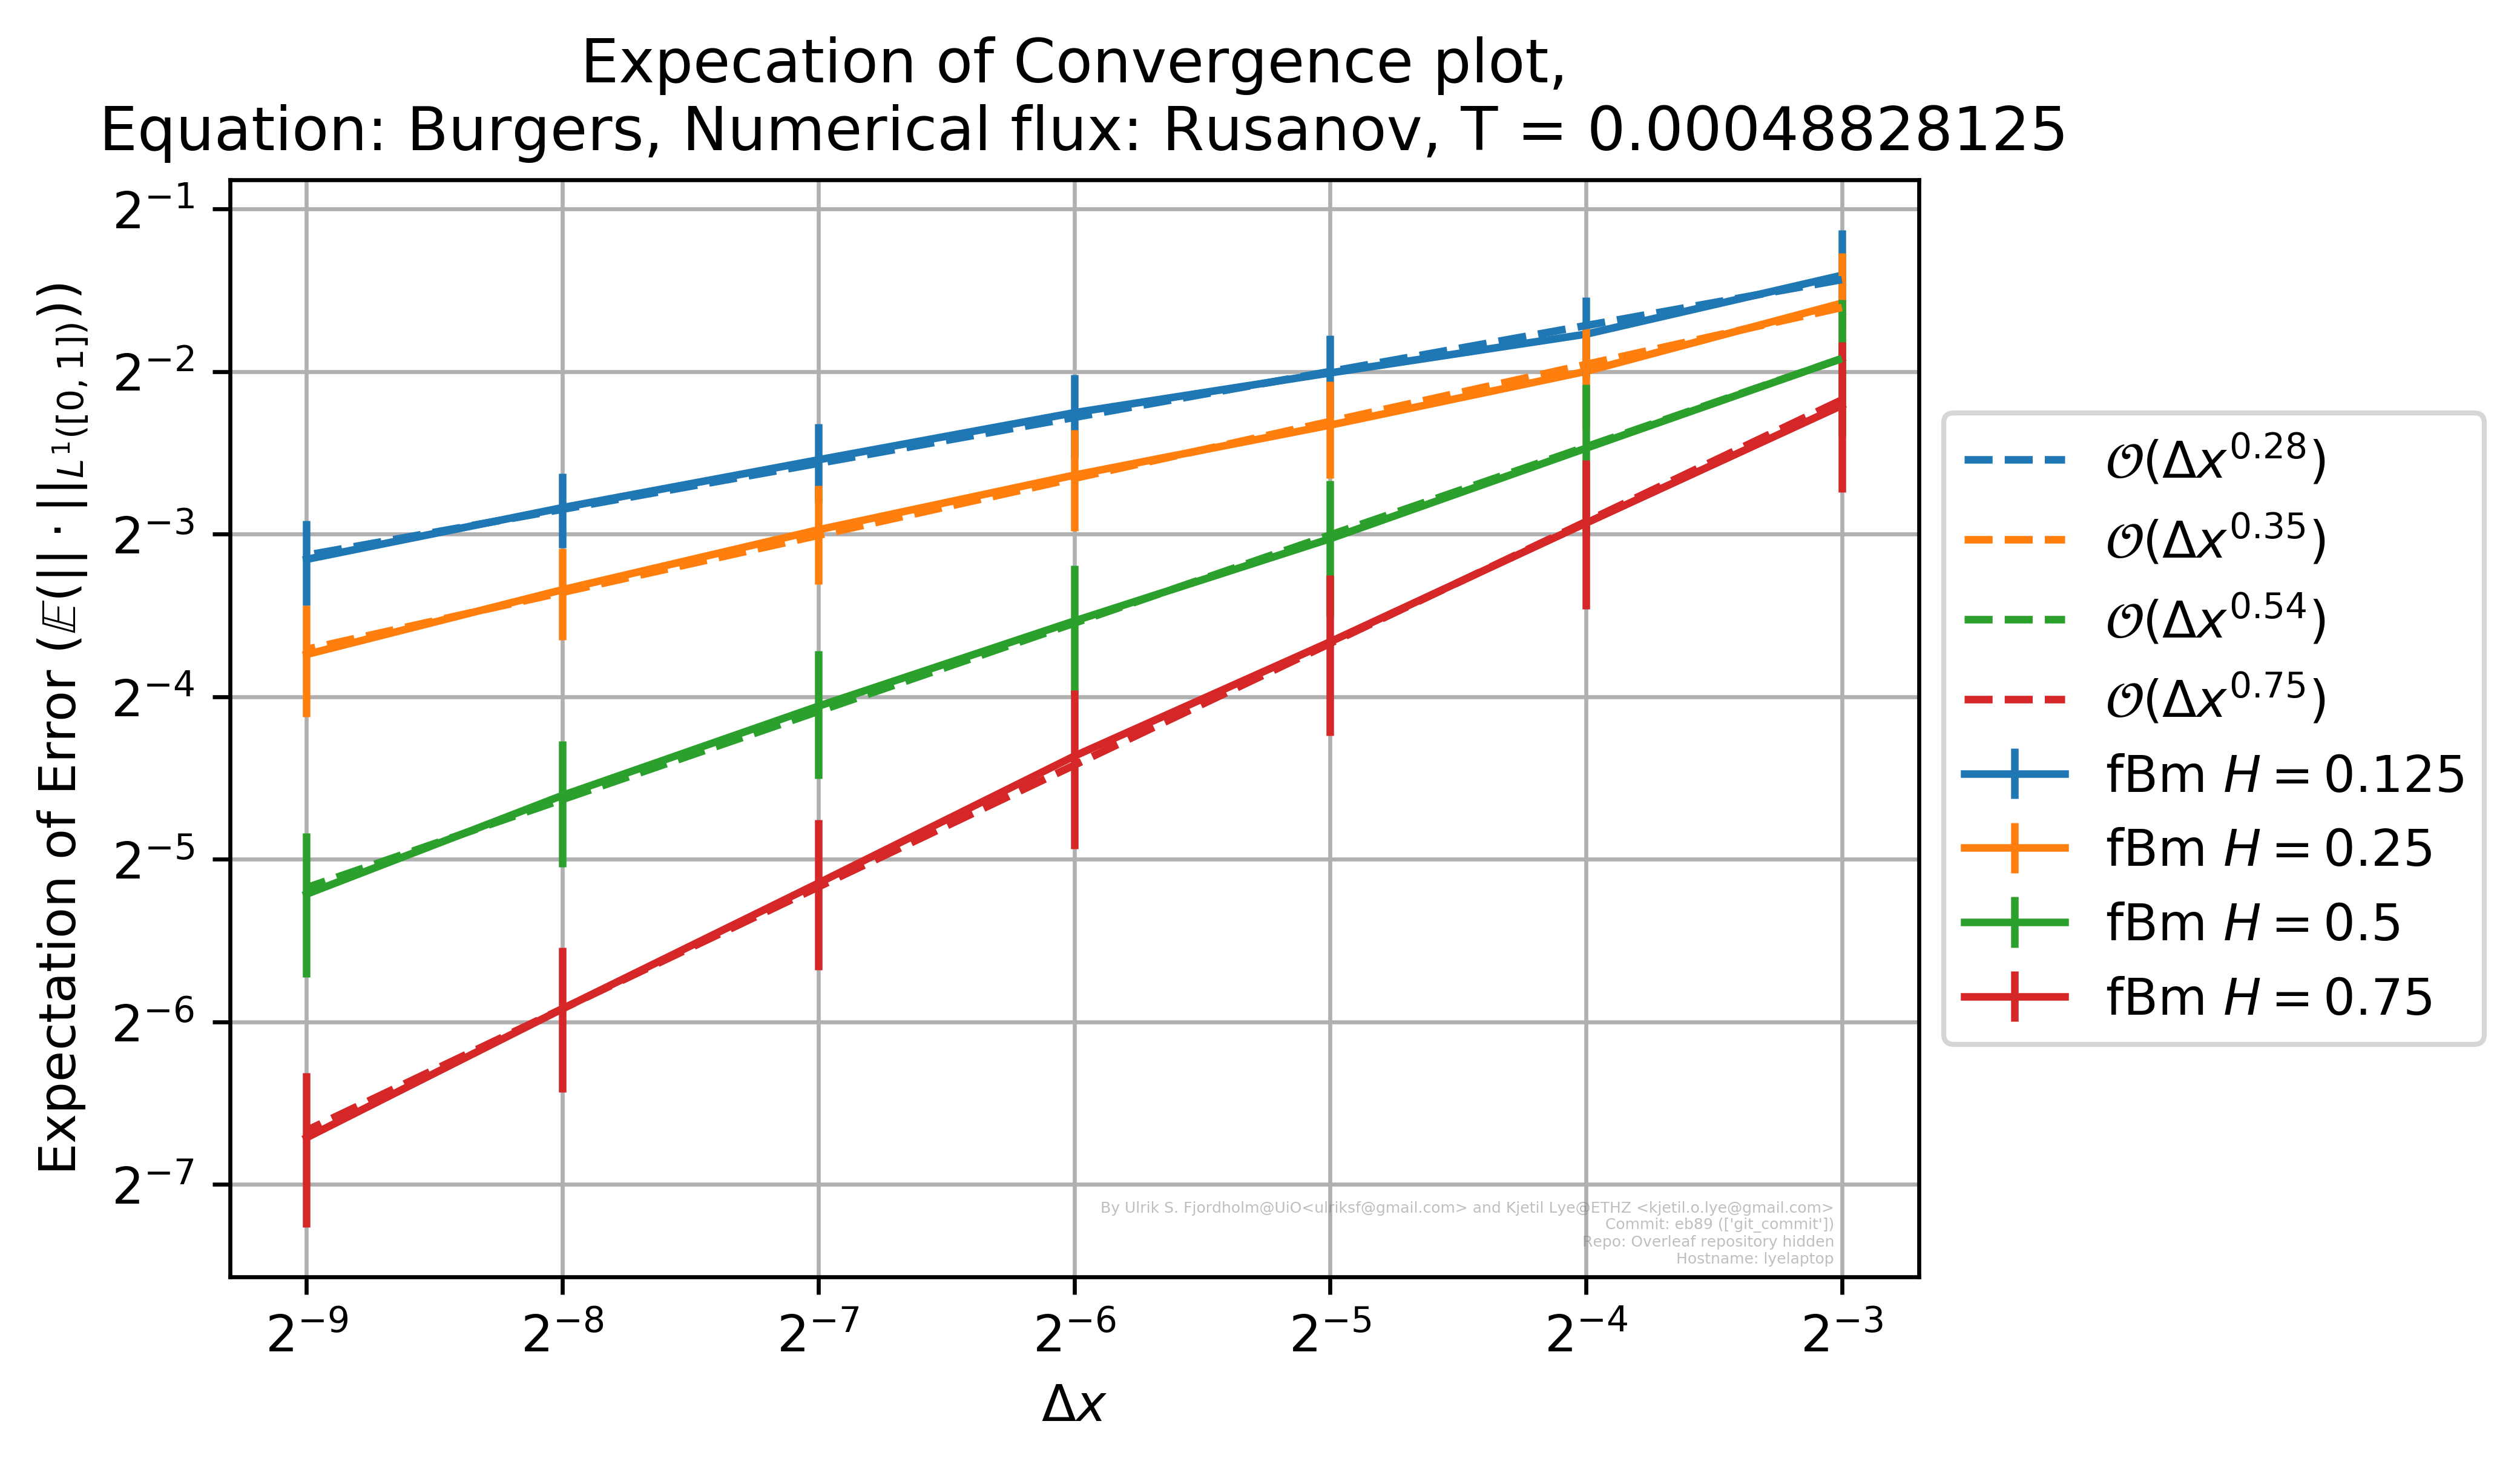 Expecation of Convergence plot,
Equation: Burgers, Numerical flux: Rusanov, T = 0.00048828125
Expectation of Error (𝔼(||·||_{L¹([0, 1])}))
2⁻¹
2⁻²
2⁻³
2⁻⁴
2⁻⁵
2⁻⁶
2⁻⁷
2⁻⁹
2⁻⁸
2⁻⁷
2⁻⁶
2⁻⁵
2⁻⁴
2⁻³
Δx
𝒪(Δx^{0.28})
𝒪(Δx^{0.35})
𝒪(Δx^{0.54})
𝒪(Δx^{0.75})
fBm H = 0.125
fBm H = 0.25
fBm H = 0.5
fBm H = 0.75
By Ulrik S. Fjordholm@UiO<ulriksf@gmail.com> and Kjetil Lye@ETHZ <kjetil.o.lye@gmail.com>
Commit: eb89 (['git_commit'])
Repo: Overleaf repository hidden
Hostname: lyelaptop